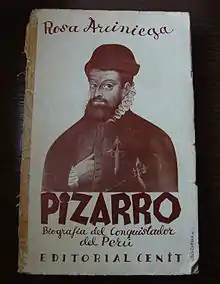 Rosa Arciniega
PIZARRO
Biografía del Conquistador
del Perú
EDITORIAL CENIT